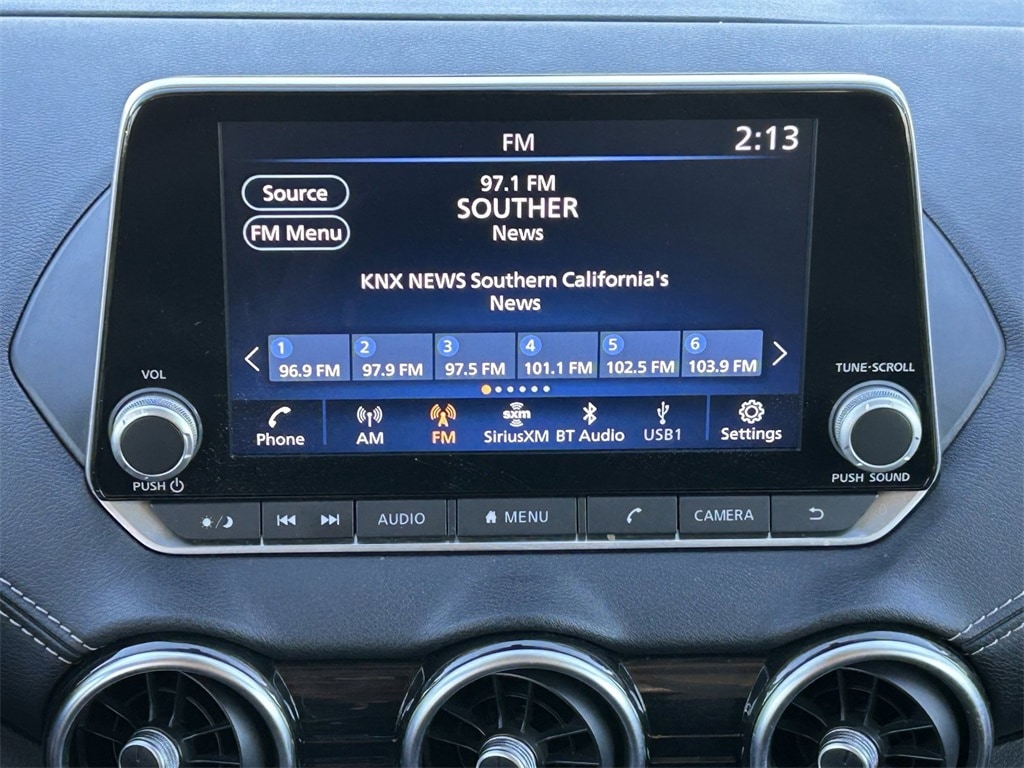 FM
2:13
Source
FM Menu
97.1 FM
SOUTHER
News
KNX NEWS Southern California's
News
1
96.9 FM
2
97.9 FM
3
97.5 FM
4
101.1 FM
5
102.5 FM
6
103.9 FM
Phone
AM
FM
sxm
SiriusXM
BT Audio
USB1
Settings
VOL
PUSH
TUNE·SCROLL
PUSH SOUND
AUDIO
MENU
CAMERA